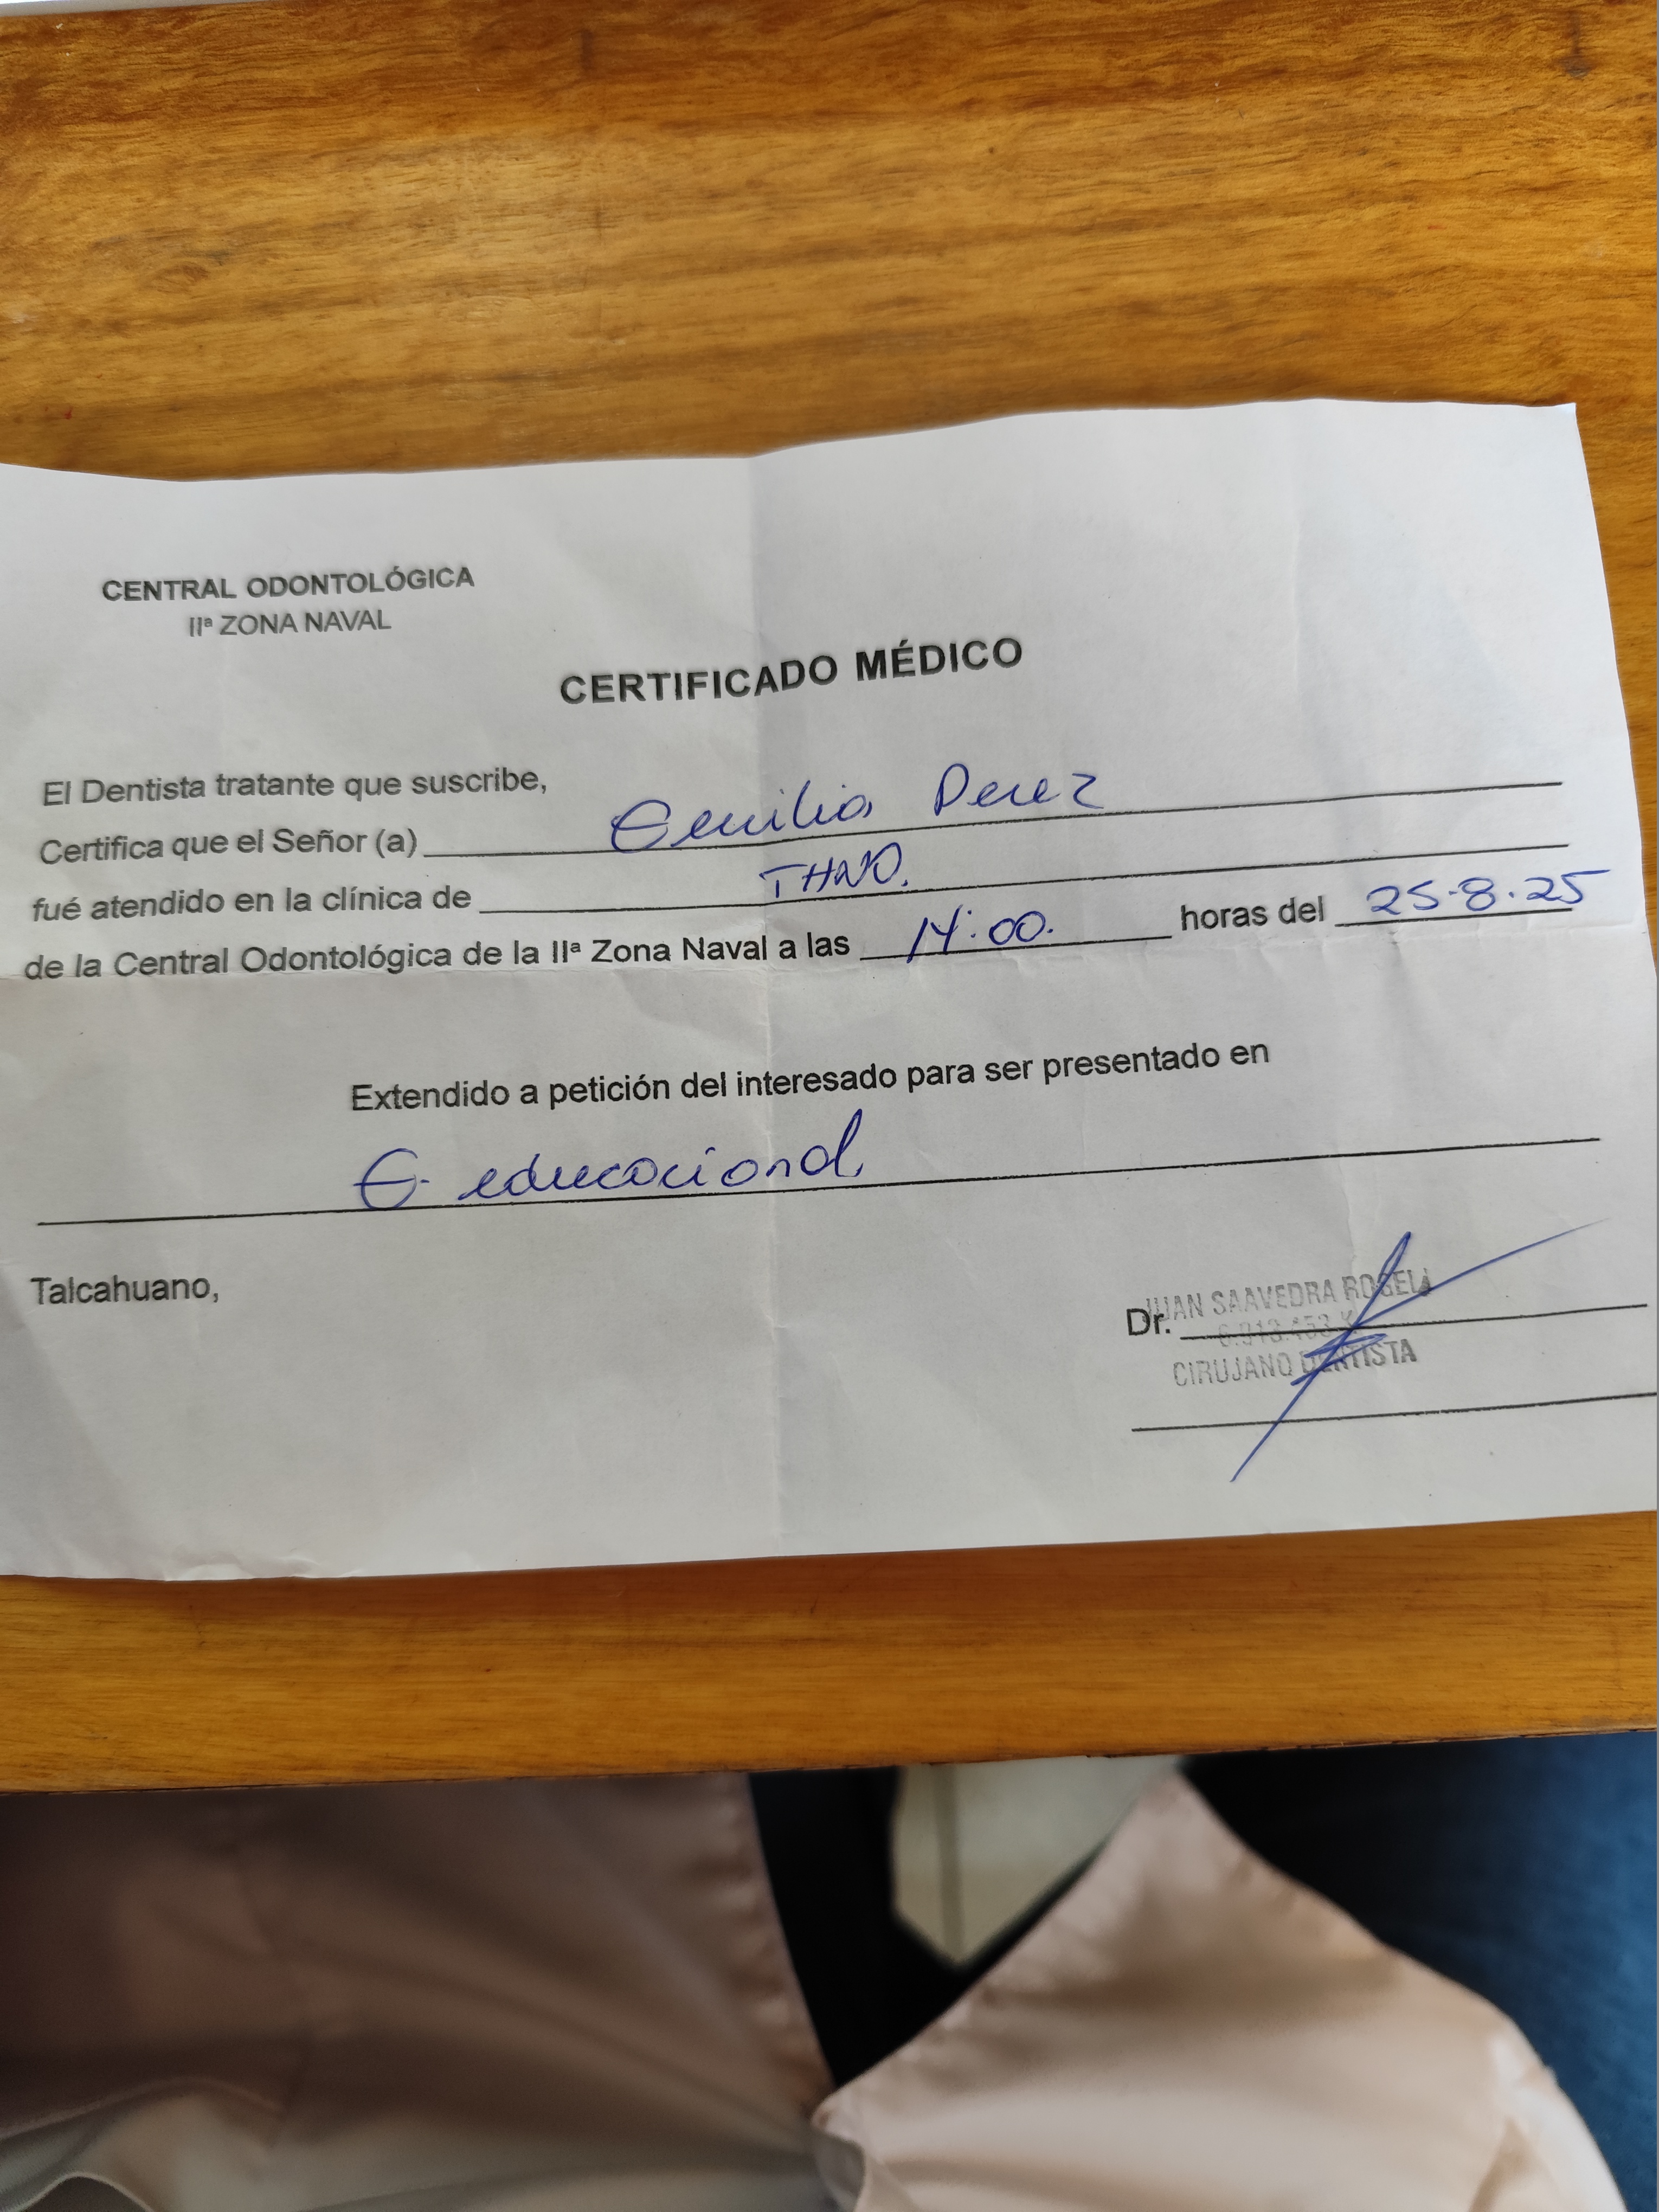 CENTRAL ODONTOLÓGICA
IIª ZONA NAVAL
CERTIFICADO MÉDICO
El Dentista tratante que suscribe,
Certifica que el Señor (a) Emilia Perez
fué atendido en la clínica de THNO.
de la Central Odontológica de la IIª Zona Naval a las 14:00. horas del 25-8-25
Extendido a petición del interesado para ser presentado en
E. educacional
Talcahuano,
JUAN SAAVEDRA
Dr.
CIRUJANO DENTISTA